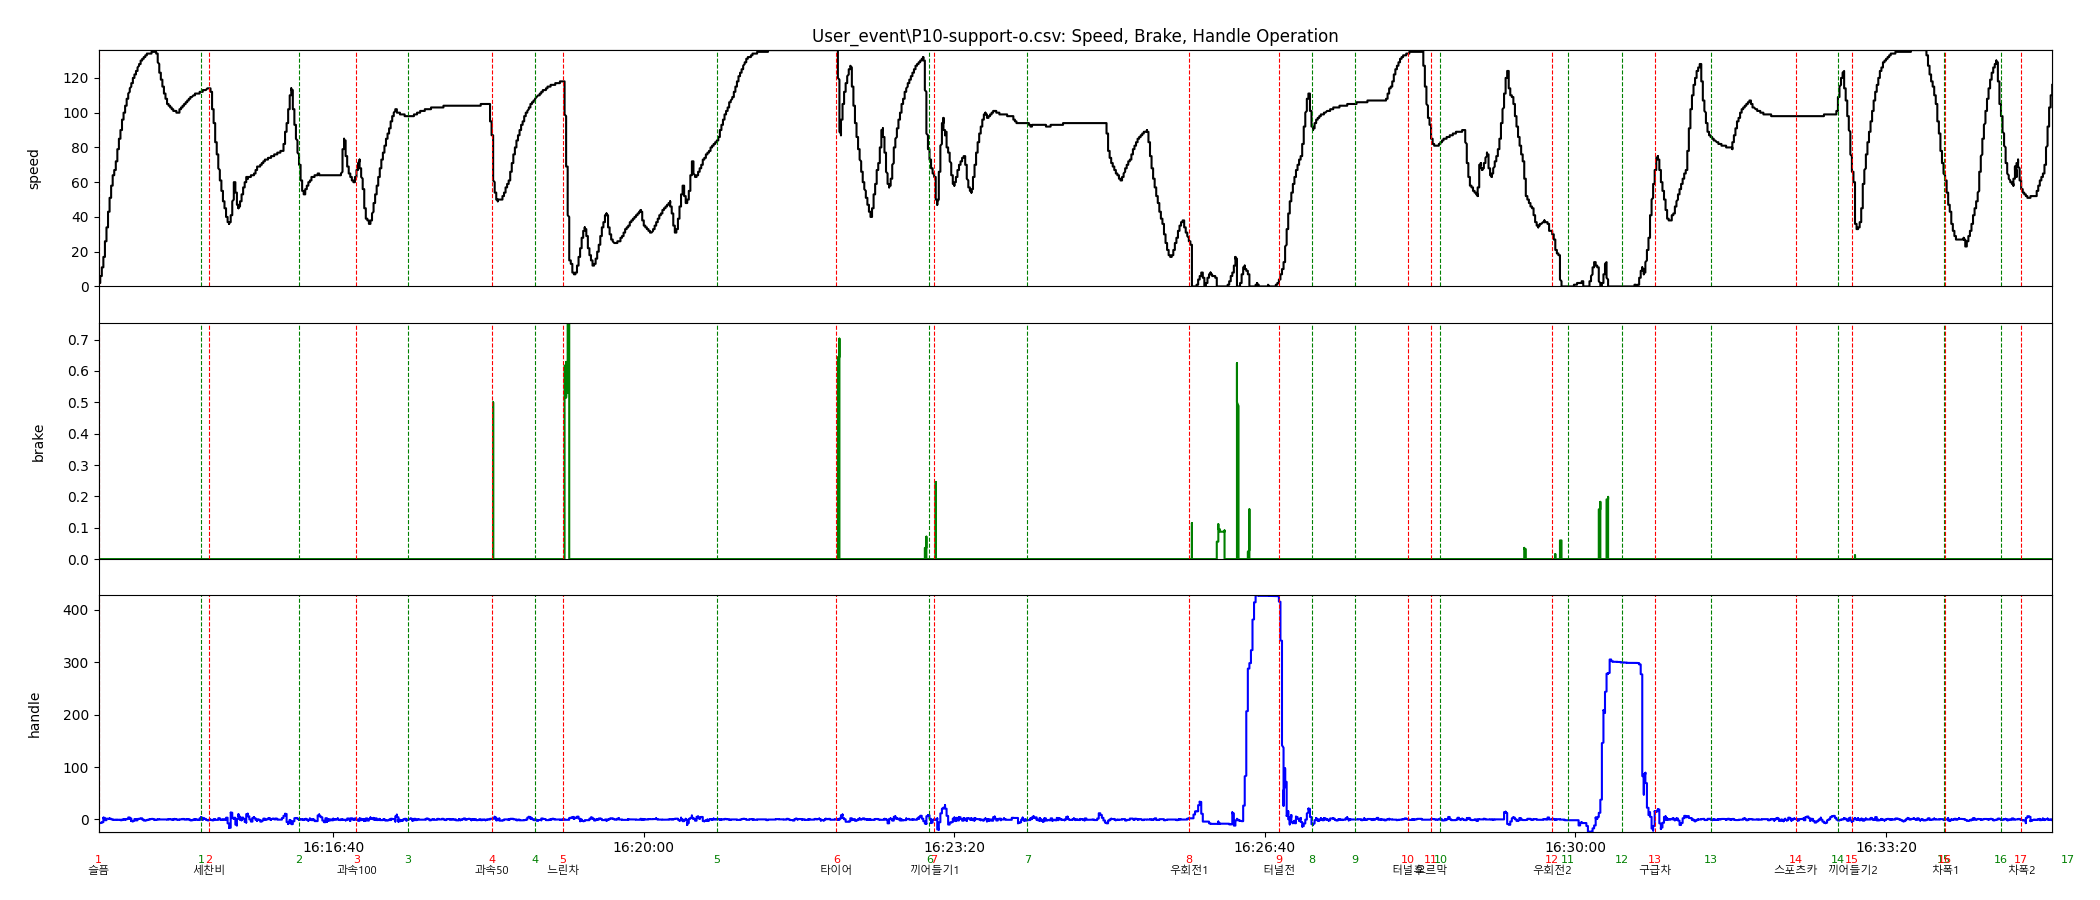 User_event\P10-support-o.csv: Speed, Brake, Handle Operation
speed
120
100
80
60
40
20
0
brake
0.7
0.6
0.5
0.4
0.3
0.2
0.1
0.0
handle
400
300
200
100
0
16:16:40 16:20:00 16:23:20 16:26:40 16:30:00 16:33:20
1 1 2 2 3 3 4 4 5 5 6 6 7 7 8 9 8 9 10 11 10 12 11 12 13 13 14 14 15 16 17 17
슬픔 세찬비 과속100 과속50 느린차 타이어 끼어들기1 우회전1 터널전 오르막 우회전2 구급차 스포츠카 끼어들기2 차폭1 차폭2